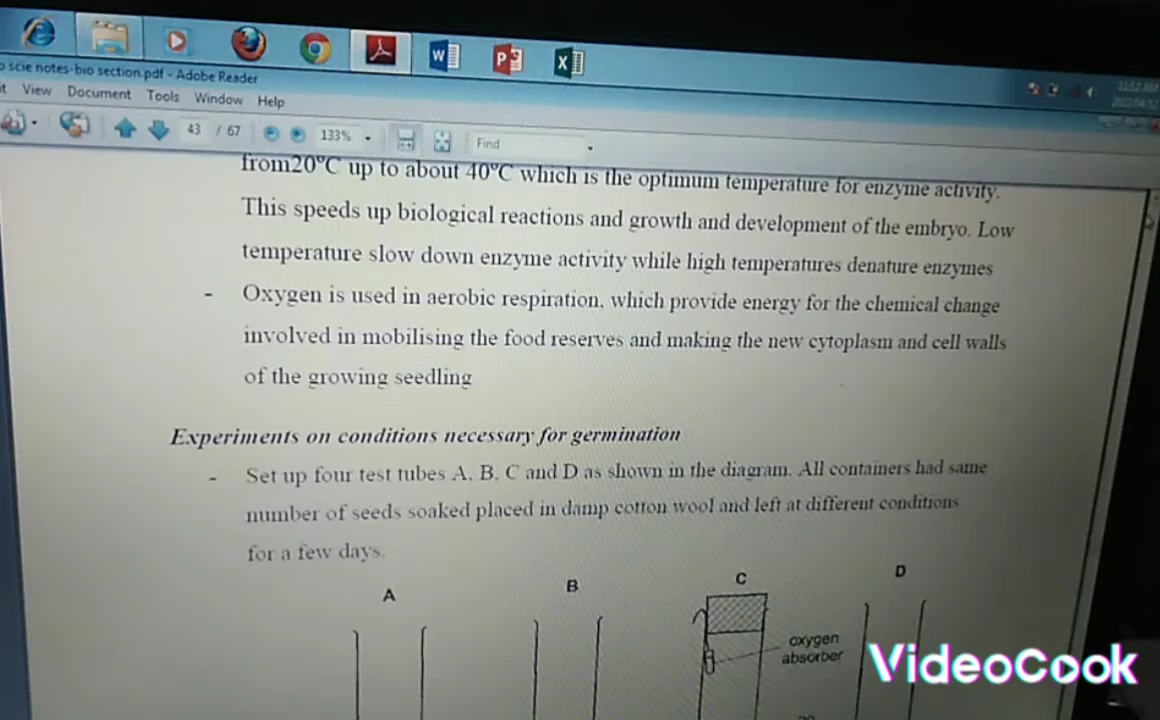 o scie notes-bio section.pdf - Adobe Reader
View Document Tools Window Help
43 / 67 133% Find
from20°C up to about 40°C which is the optimum temperature for enzyme activity.
This speeds up biological reactions and growth and development of the embryo. Low
temperature slow down enzyme activity while high temperatures denature enzymes
- Oxygen is used in aerobic respiration, which provide energy for the chemical change
involved in mobilising the food reserves and making the new cytoplasm and cell walls
of the growing seedling
Experiments on conditions necessary for germination
- Set up four test tubes A, B, C and D as shown in the diagram. All containers had same
number of seeds soaked placed in damp cotton wool and left at different conditions
for a few days.
A B C D
oxygen
absorber
VideoCook